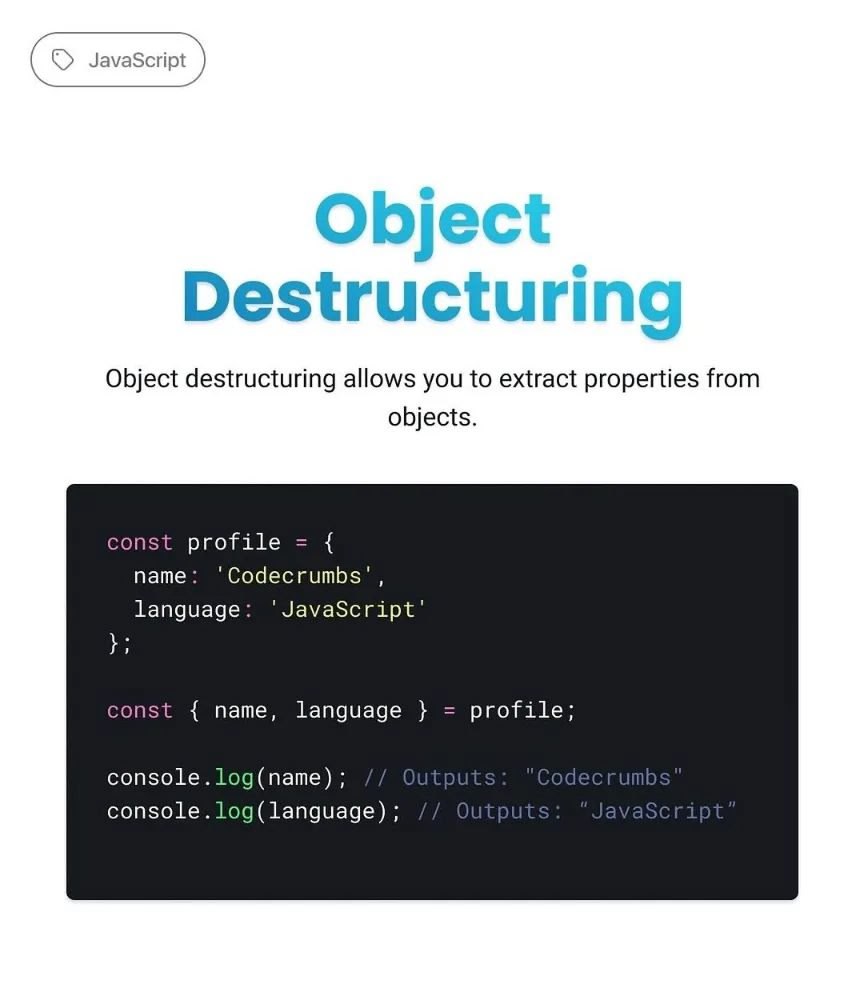 JavaScript
Object
Destructuring
Object destructuring allows you to extract properties from
objects.
const profile = {
  name: 'Codecrumbs',
  language: 'JavaScript'
};
const { name, language } = profile;
console.log(name); // Outputs: "Codecrumbs"
console.log(language); // Outputs: “JavaScript”